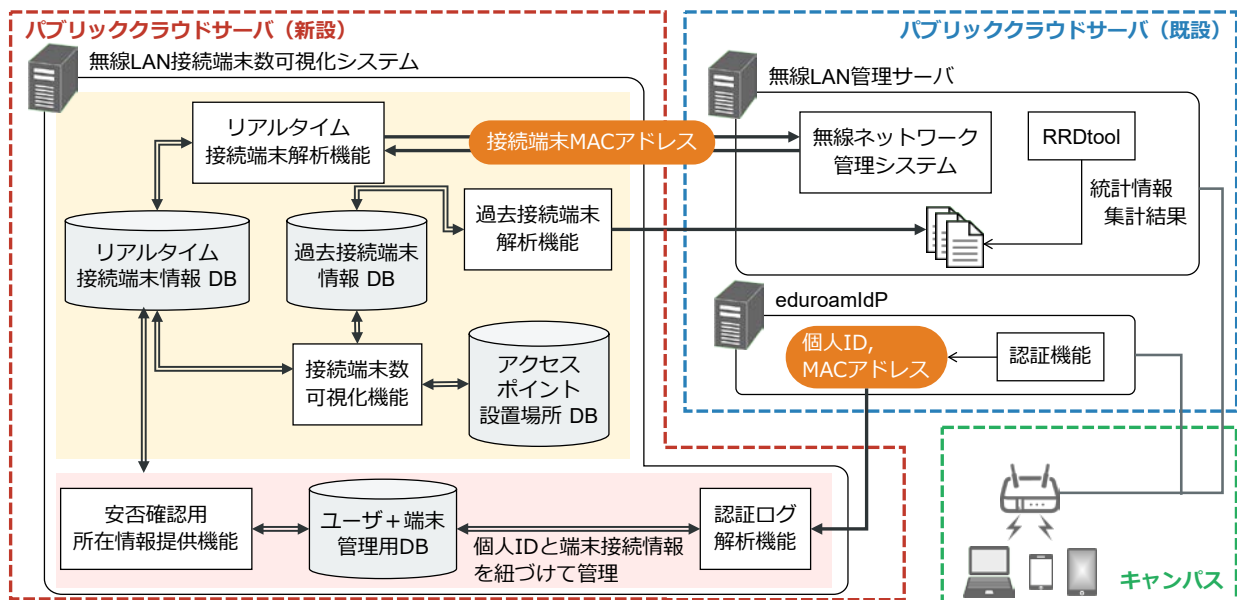 パブリッククラウドサーバ（新設）
無線LAN接続端末数可視化システム
リアルタイム
接続端末解析機能
接続端末MACアドレス
過去接続端末
解析機能
リアルタイム
接続端末情報 DB
過去接続端末
情報 DB
接続端末数
可視化機能
アクセス
ポイント
設置場所 DB
安否確認用
所在情報提供機能
ユーザ＋端末
管理用DB
個人IDと端末接続情報
を紐づけて管理
認証ログ
解析機能
パブリッククラウドサーバ（既設）
無線LAN管理サーバ
無線ネットワーク
管理システム
RRDtool
統計情報
集計結果
eduroamIdP
個人ID,
MACアドレス
認証機能
キャンパス